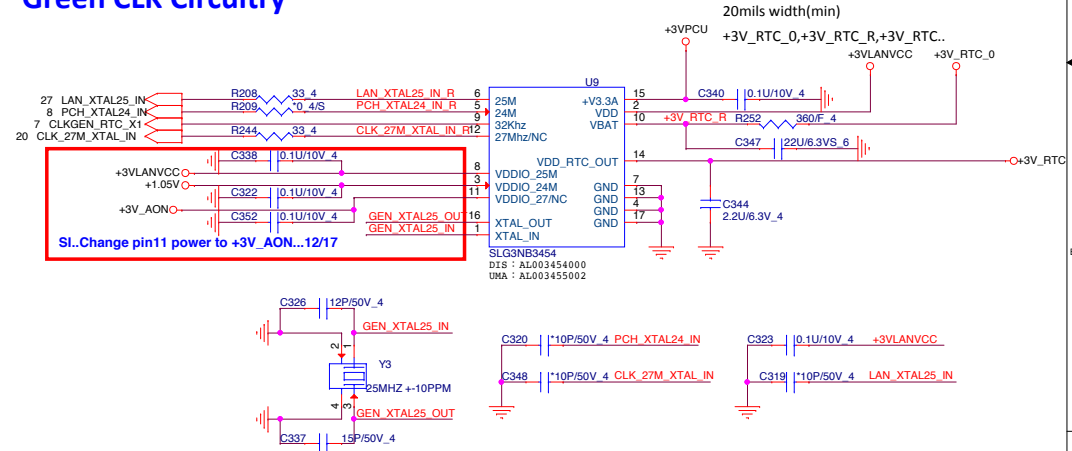 Green CLK Circuitry
20mils width(min)
+3V_RTC_0,+3V_RTC_R,+3V_RTC..
+3VPCU
+3VLANVCC
+3V_RTC_0
U9
27 LAN_XTAL25_IN
R208
33_4
LAN_XTAL25_IN_R
6
25M
8 PCH_XTAL24_IN
R209
*0_4/S
PCH_XTAL24_IN_R
5
24M
7 CLKGEN_RTC_X1
9
32Khz
20 CLK_27M_XTAL_IN
R244
33_4
CLK_27M_XTAL_IN_R
12
27Mhz/NC
+V3.3A
15
C340
0.1U/10V_4
VDD
2
VBAT
10
+3V_RTC_R
R252
360/F_4
C347
22U/6.3VS_6
VDD_RTC_OUT
14
+3V_RTC
C338
0.1U/10V_4
+3VLANVCC
8
VDDIO_25M
+1.05V
3
VDDIO_24M
C322
0.1U/10V_4
11
VDDIO_27/NC
+3V_AON
C352
0.1U/10V_4
SI..Change pin11 power to +3V_AON...12/17
GEN_XTAL25_OUT
16
XTAL_OUT
GEN_XTAL25_IN
1
XTAL_IN
GND
7
GND
13
GND
4
GND
17
C344
2.2U/6.3V_4
SLG3NB3454
DIS : AL003454000
UMA : AL003455002
C326
12P/50V_4
GEN_XTAL25_IN
2
1
Y3
25MHZ +-10PPM
4
3
GEN_XTAL25_OUT
C337
15P/50V_4
C320
*10P/50V_4
PCH_XTAL24_IN
C348
*10P/50V_4
CLK_27M_XTAL_IN
C323
0.1U/10V_4
+3VLANVCC
C319
*10P/50V_4
LAN_XTAL25_IN